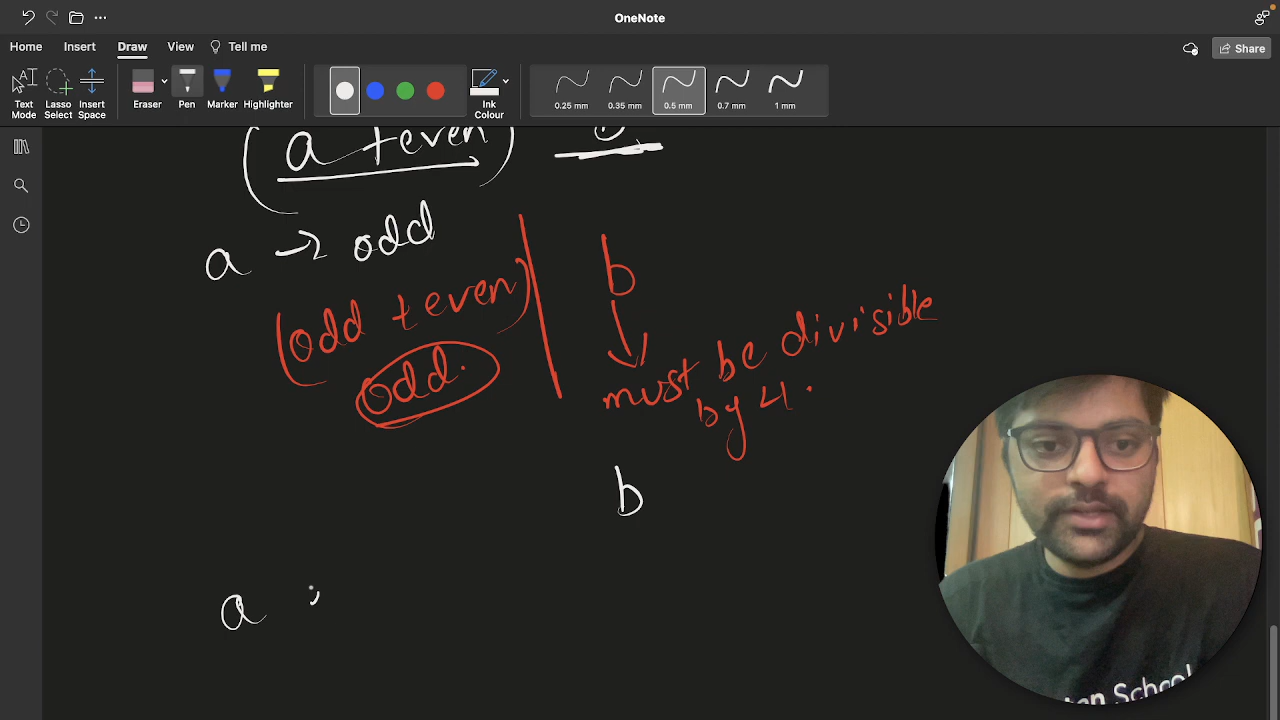 OneNote
Home Insert Draw View Tell me
Share
Text Mode
Lasso Select
Insert Space
Eraser
Pen
Marker
Highlighter
Ink Colour
0.25 mm
0.35 mm
0.5 mm
0.7 mm
1 mm
(a + even)
a → odd
(odd + even)
odd.
b
must be divisible
by 4.
b
a
School